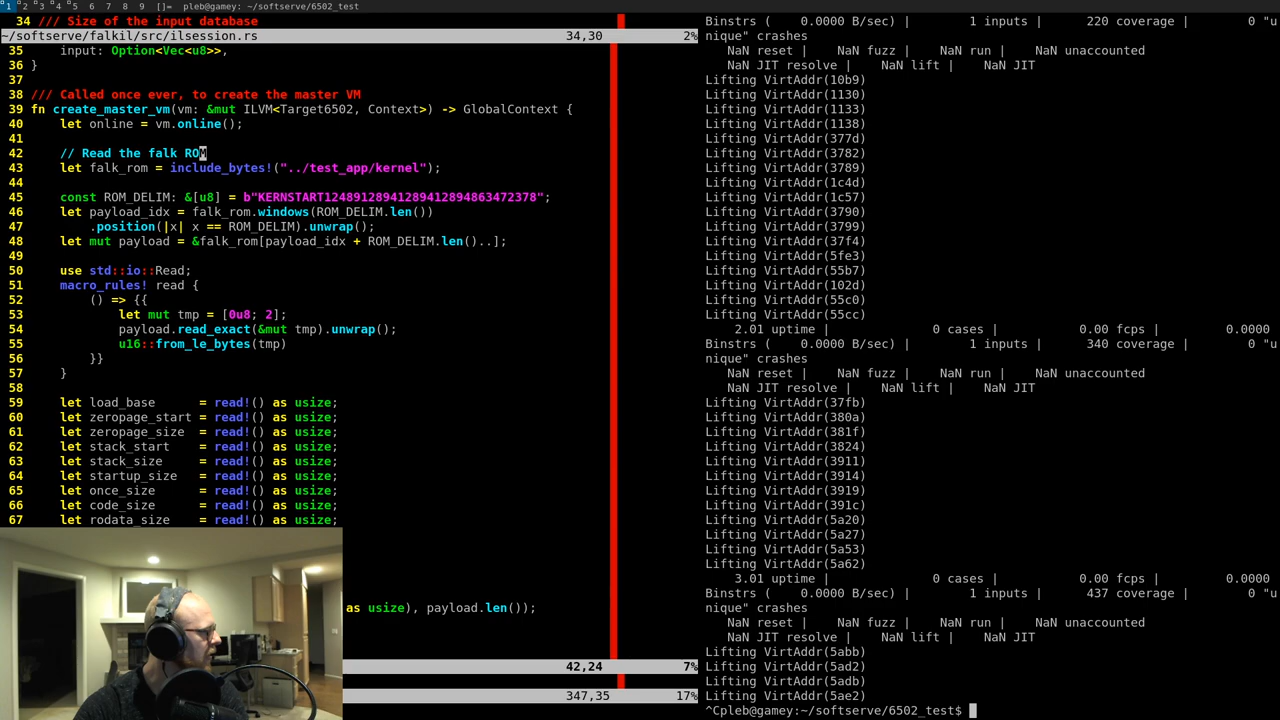 1 2 3 4 5 6 7 8 9 []= pleb@gamey: ~/softserve/6502_test
34 /// Size of the input database
~/softserve/falkil/src/ilsession.rs 34,30 2%
35 input: Option<Vec<u8>>,
36 }
37
38 /// Called once ever, to create the master VM
39 fn create_master_vm(vm: &mut ILVM<Target6502, Context>) -> GlobalContext {
40 let online = vm.online();
41
42 // Read the falk ROM
43 let falk_rom = include_bytes!("../test_app/kernel");
44
45 const ROM_DELIM: &[u8] = b"KERNSTART12489128941289412894863472378";
46 let payload_idx = falk_rom.windows(ROM_DELIM.len())
47 .position(|x| x == ROM_DELIM).unwrap();
48 let mut payload = &falk_rom[payload_idx + ROM_DELIM.len()..];
49
50 use std::io::Read;
51 macro_rules! read {
52 () => {{
53 let mut tmp = [0u8; 2];
54 payload.read_exact(&mut tmp).unwrap();
55 u16::from_le_bytes(tmp)
56 }}
57 }
58
59 let load_base = read!() as usize;
60 let zeropage_start = read!() as usize;
61 let zeropage_size = read!() as usize;
62 let stack_start = read!() as usize;
63 let stack_size = read!() as usize;
64 let startup_size = read!() as usize;
65 let once_size = read!() as usize;
66 let code_size = read!() as usize;
67 let rodata_size = read!() as usize;
as usize), payload.len());
42,24 7%
347,35 17%
Binstrs ( 0.0000 B/sec) | 1 inputs | 220 coverage | 0 "u
nique" crashes
NaN reset | NaN fuzz | NaN run | NaN unaccounted
NaN JIT resolve | NaN lift | NaN JIT
Lifting VirtAddr(10b9)
Lifting VirtAddr(1130)
Lifting VirtAddr(1133)
Lifting VirtAddr(1138)
Lifting VirtAddr(377d)
Lifting VirtAddr(3782)
Lifting VirtAddr(3789)
Lifting VirtAddr(1c4d)
Lifting VirtAddr(1c57)
Lifting VirtAddr(3790)
Lifting VirtAddr(3799)
Lifting VirtAddr(37f4)
Lifting VirtAddr(5fe3)
Lifting VirtAddr(55b7)
Lifting VirtAddr(102d)
Lifting VirtAddr(55c0)
Lifting VirtAddr(55cc)
2.01 uptime | 0 cases | 0.00 fcps | 0.0000
Binstrs ( 0.0000 B/sec) | 1 inputs | 340 coverage | 0 "u
nique" crashes
NaN reset | NaN fuzz | NaN run | NaN unaccounted
NaN JIT resolve | NaN lift | NaN JIT
Lifting VirtAddr(37fb)
Lifting VirtAddr(380a)
Lifting VirtAddr(381f)
Lifting VirtAddr(3824)
Lifting VirtAddr(3911)
Lifting VirtAddr(3914)
Lifting VirtAddr(3919)
Lifting VirtAddr(391c)
Lifting VirtAddr(5a20)
Lifting VirtAddr(5a27)
Lifting VirtAddr(5a53)
Lifting VirtAddr(5a62)
3.01 uptime | 0 cases | 0.00 fcps | 0.0000
Binstrs ( 0.0000 B/sec) | 1 inputs | 437 coverage | 0 "u
nique" crashes
NaN reset | NaN fuzz | NaN run | NaN unaccounted
NaN JIT resolve | NaN lift | NaN JIT
Lifting VirtAddr(5abb)
Lifting VirtAddr(5ad2)
Lifting VirtAddr(5adb)
Lifting VirtAddr(5ae2)
^Cpleb@gamey:~/softserve/6502_test$